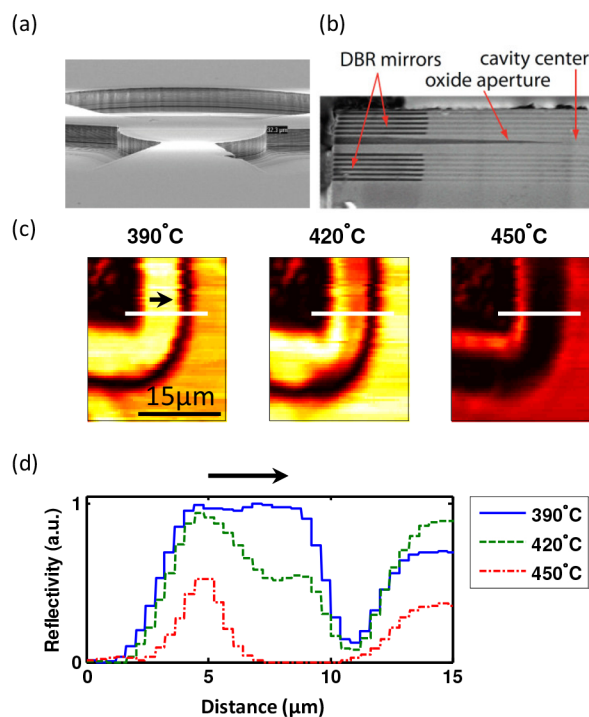 (a)
(b)
DBR mirrors
cavity center
oxide aperture
(c)
390°C
420°C
450°C
15μm
(d)
Reflectivity (a.u.)
1
0
0
5
10
15
Distance (μm)
390°C
420°C
450°C